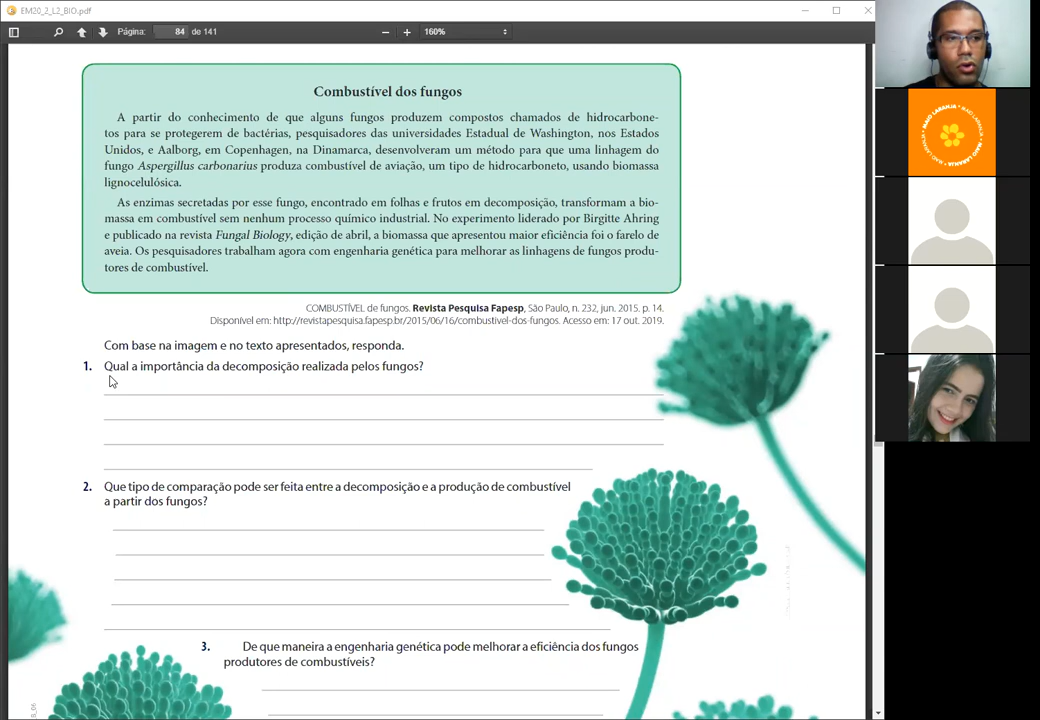 EM20_2_L2_BIO.pdf
Página: 84 de 141
160%
Combustível dos fungos
A partir do conhecimento de que alguns fungos produzem compostos chamados de hidrocarbone-
tos para se protegerem de bactérias, pesquisadores das universidades Estadual de Washington, nos Estados
Unidos, e Aalborg, em Copenhagen, na Dinamarca, desenvolveram um método para que uma linhagem do
fungo Aspergillus carbonarius produza combustível de aviação, um tipo de hidrocarboneto, usando biomassa
lignocelulósica.
As enzimas secretadas por esse fungo, encontrado em folhas e frutos em decomposição, transformam a bio-
massa em combustível sem nenhum processo químico industrial. No experimento liderado por Birgitte Ahring
e publicado na revista Fungal Biology, edição de abril, a biomassa que apresentou maior eficiência foi o farelo de
aveia. Os pesquisadores trabalham agora com engenharia genética para melhorar as linhagens de fungos produ-
tores de combustível.
COMBUSTÍVEL de fungos. Revista Pesquisa Fapesp, São Paulo, n. 232, jun. 2015. p. 14.
Disponível em: http://revistapesquisa.fapesp.br/2015/06/16/combustivel-dos-fungos. Acesso em: 17 out. 2019.
Com base na imagem e no texto apresentados, responda.
1. Qual a importância da decomposição realizada pelos fungos?
2. Que tipo de comparação pode ser feita entre a decomposição e a produção de combustível
a partir dos fungos?
3. De que maneira a engenharia genética pode melhorar a eficiência dos fungos
produtores de combustíveis?
MAIO LARANJA MAIO LARANJA